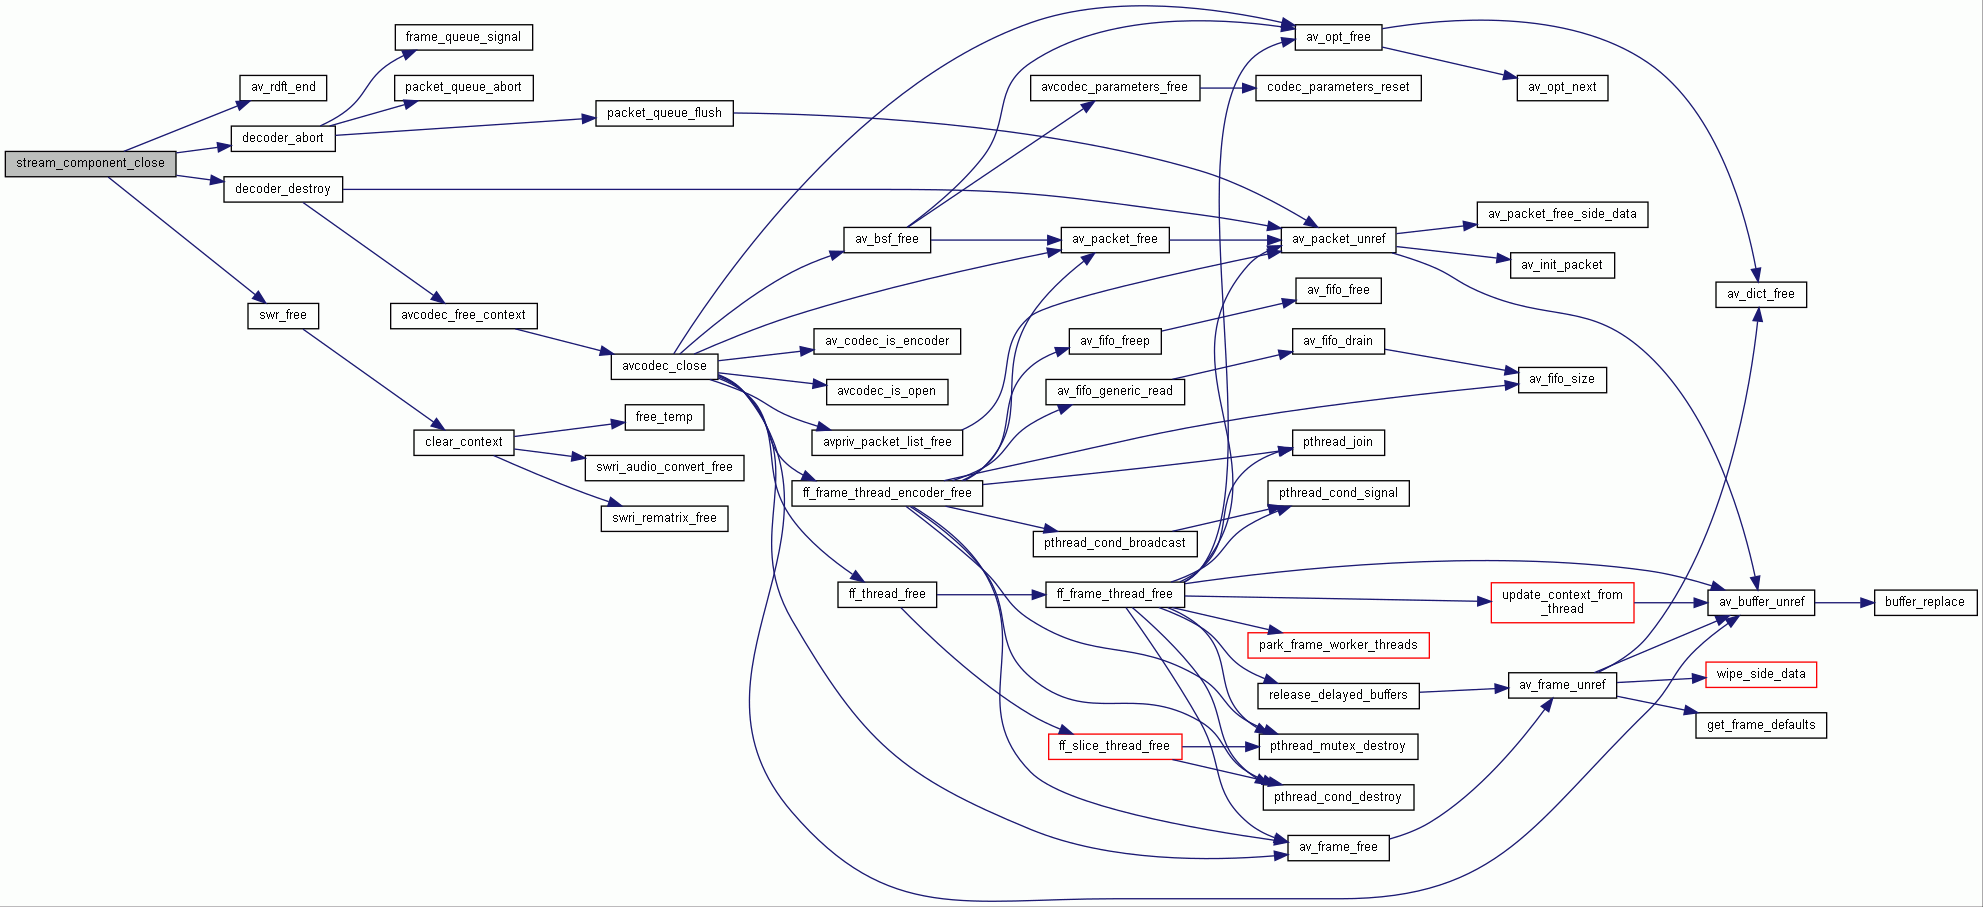 stream_component_close
av_rdft_end
decoder_abort
decoder_destroy
swr_free
frame_queue_signal
packet_queue_abort
avcodec_free_context
clear_context
packet_queue_flush
avcodec_close
free_temp
swri_audio_convert_free
swri_rematrix_free
av_bsf_free
av_codec_is_encoder
avcodec_is_open
avpriv_packet_list_free
ff_frame_thread_encoder_free
ff_thread_free
avcodec_parameters_free
av_packet_free
av_fifo_freep
av_fifo_generic_read
pthread_cond_broadcast
ff_frame_thread_free
ff_slice_thread_free
av_opt_free
codec_parameters_reset
av_packet_unref
av_fifo_free
av_fifo_drain
pthread_join
pthread_cond_signal
park_frame_worker_threads
release_delayed_buffers
pthread_mutex_destroy
pthread_cond_destroy
av_frame_free
av_opt_next
av_packet_free_side_data
av_init_packet
av_fifo_size
update_context_from
_thread
av_frame_unref
av_dict_free
av_buffer_unref
wipe_side_data
get_frame_defaults
buffer_replace